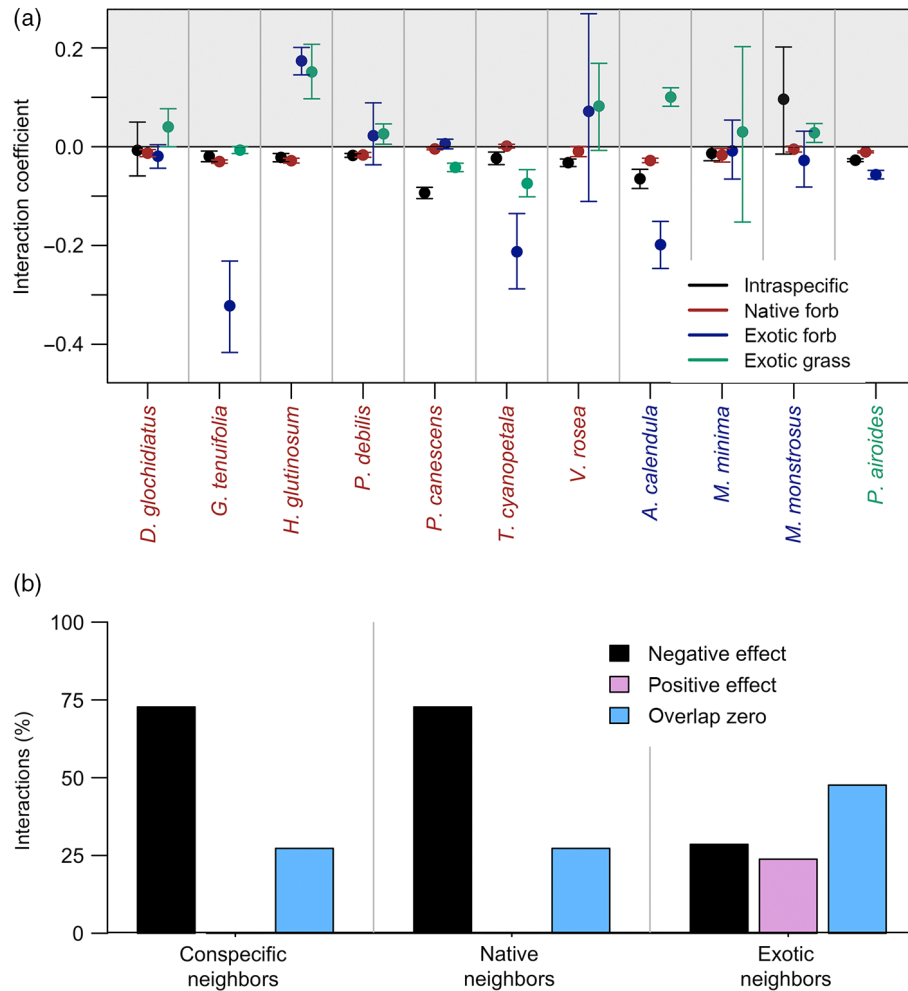 (a)
Interaction coefficient
0.2
0.0
−0.2
−0.4
Intraspecific
Native forb
Exotic forb
Exotic grass
D. glochidiatus
G. tenuifolia
H. glutinosum
P. debilis
P. canescens
T. cyanopetala
V. rosea
A. calendula
M. minima
M. monstrosus
P. airoides
(b)
Interactions (%)
100
75
50
25
0
Negative effect
Positive effect
Overlap zero
Conspecific
neighbors
Native
neighbors
Exotic
neighbors